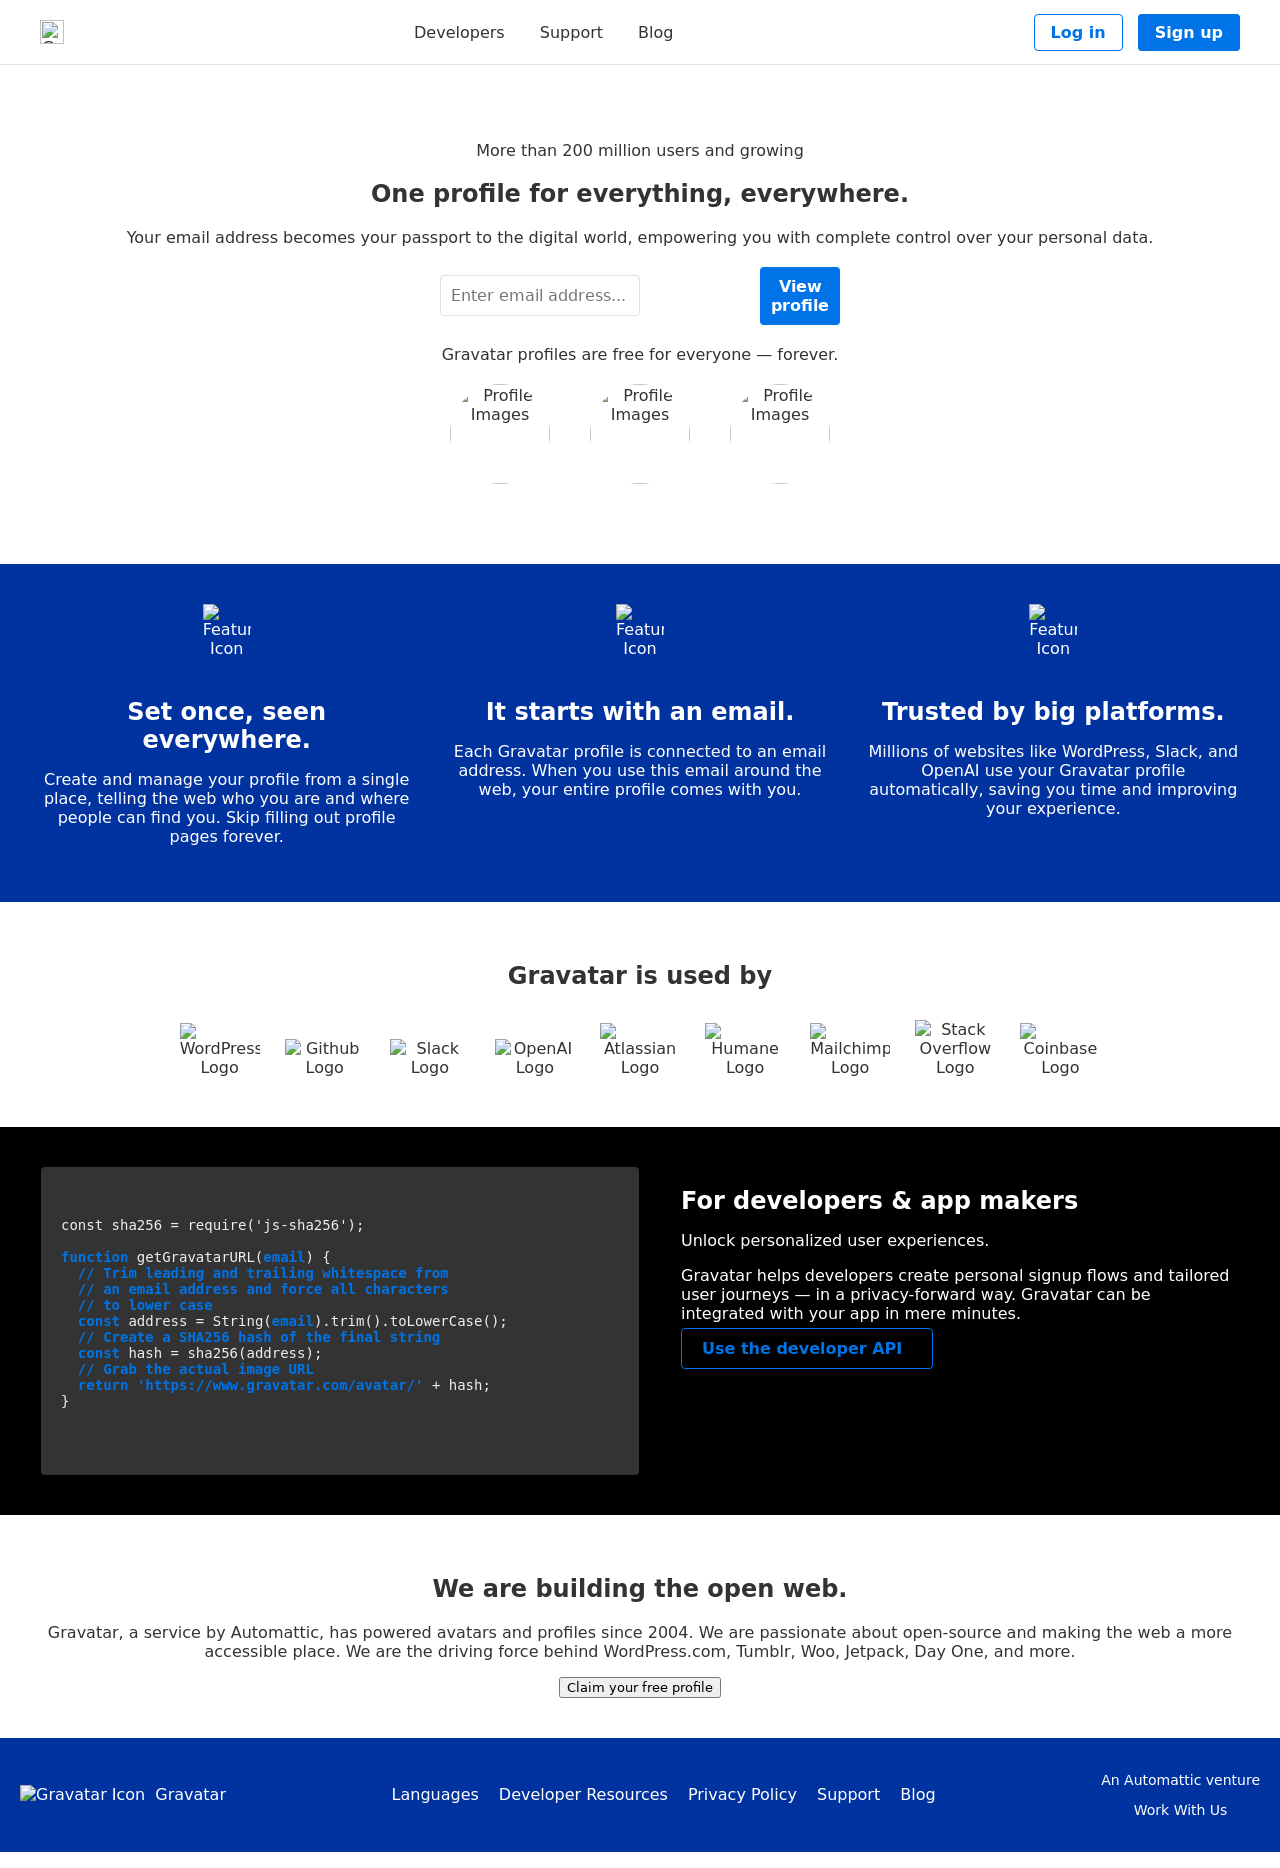 Developers Support Blog Log in Sign up
More than 200 million users and growing
One profile for everything, everywhere.
Your email address becomes your passport to the digital world, empowering you with complete control over your personal data.
Enter email address...
View
profile
Gravatar profiles are free for everyone — forever.
Profile
Images
Profile
Images
Profile
Images
Featur
Icon
Featur
Icon
Featur
Icon
Set once, seen
everywhere.
Create and manage your profile from a single
place, telling the web who you are and where
people can find you. Skip filling out profile
pages forever.
It starts with an email.
Each Gravatar profile is connected to an email
address. When you use this email around the
web, your entire profile comes with you.
Trusted by big platforms.
Millions of websites like WordPress, Slack, and
OpenAI use your Gravatar profile
automatically, saving you time and improving
your experience.
Gravatar is used by
WordPress
Logo
Github
Logo
Slack
Logo
OpenAI
Logo
Atlassian
Logo
Humane
Logo
Mailchimp
Logo
Stack
Overflow
Logo
Coinbase
Logo
const sha256 = require('js-sha256');
function getGravatarURL(email) {
// Trim leading and trailing whitespace from
// an email address and force all characters
// to lower case
const address = String(email).trim().toLowerCase();
// Create a SHA256 hash of the final string
const hash = sha256(address);
// Grab the actual image URL
return 'https://www.gravatar.com/avatar/' + hash;
}
For developers & app makers
Unlock personalized user experiences.
Gravatar helps developers create personal signup flows and tailored
user journeys — in a privacy-forward way. Gravatar can be
integrated with your app in mere minutes.
Use the developer API
We are building the open web.
Gravatar, a service by Automattic, has powered avatars and profiles since 2004. We are passionate about open-source and making the web a more
accessible place. We are the driving force behind WordPress.com, Tumblr, Woo, Jetpack, Day One, and more.
Claim your free profile
Gravatar Icon Gravatar
Languages Developer Resources Privacy Policy Support Blog
An Automattic venture
Work With Us